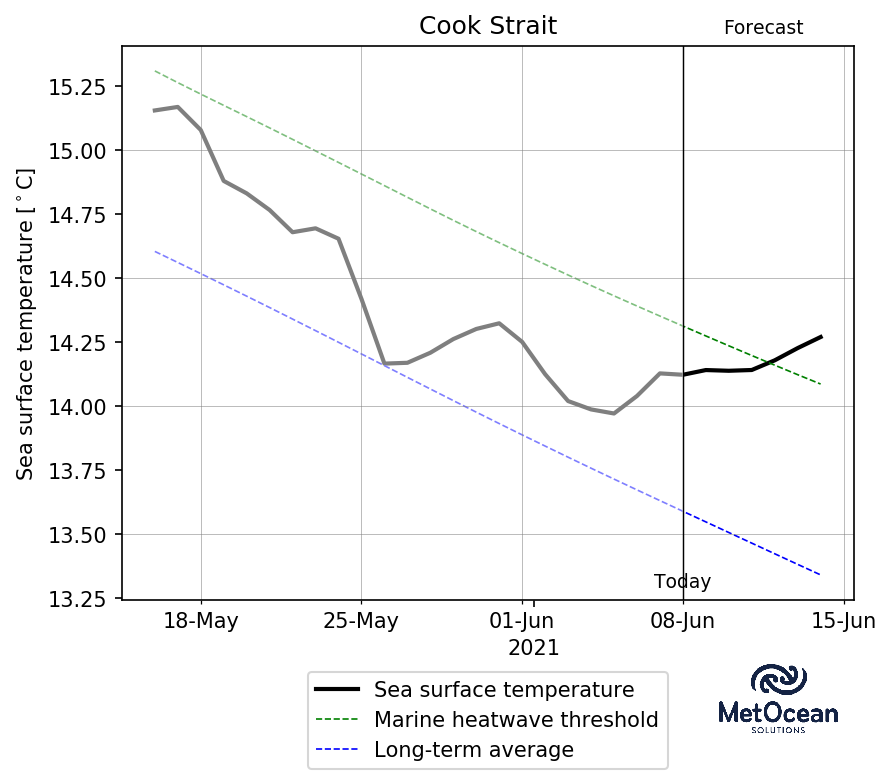 Cook Strait
Forecast
Sea surface temperature [°C]
15.25
15.00
14.75
14.50
14.25
14.00
13.75
13.50
13.25
Today
18-May
25-May
01-Jun
08-Jun
15-Jun
2021
Sea surface temperature
Marine heatwave threshold
Long-term average
MetOcean
SOLUTIONS